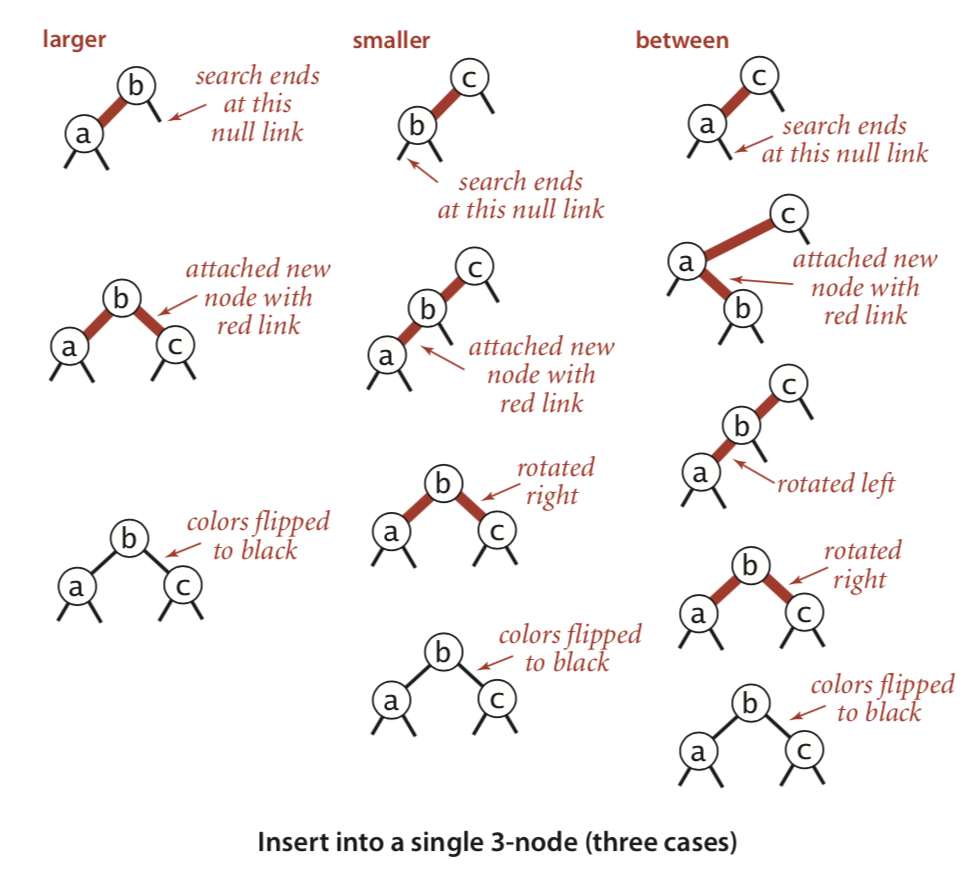 larger
b
a
search ends
at this
null link
attached new
node with
red link
b
a
c
colors flipped
to black
b
a
c
smaller
c
b
search ends
at this null link
c
b
a
attached new
node with
red link
rotated
right
b
a
c
colors flipped
to black
b
a
c
between
c
a
search ends
at this null link
c
a
b
attached new
node with
red link
c
b
a
rotated left
rotated
right
b
a
c
colors flipped
to black
b
a
c
Insert into a single 3-node (three cases)